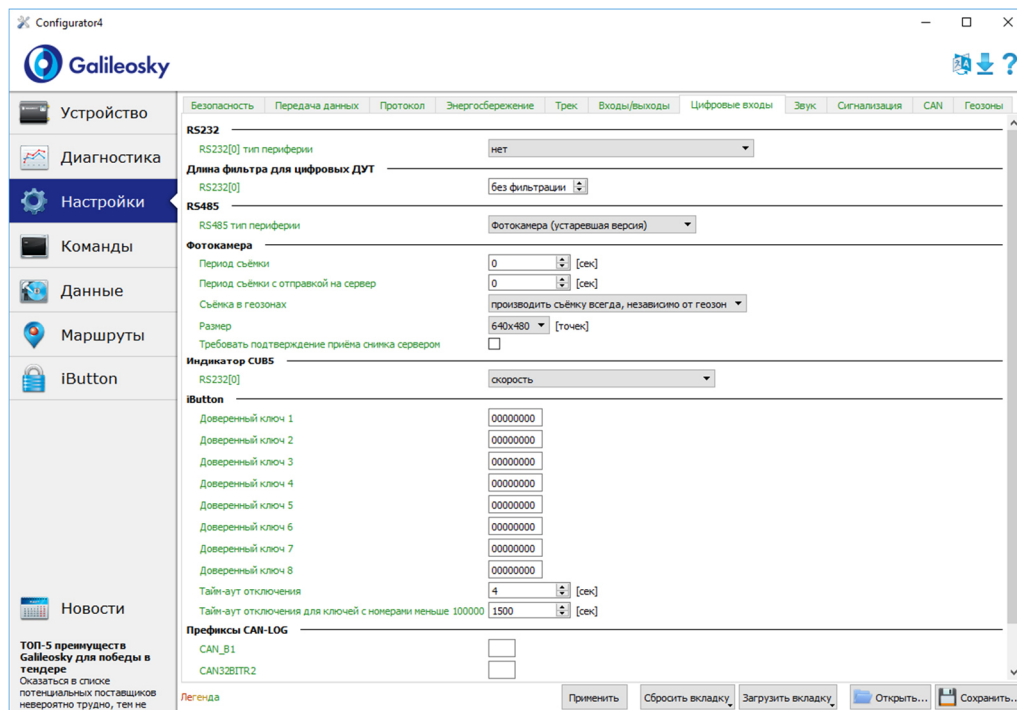 Configurator4
Galileosky
Устройство
Диагностика
Настройки
Команды
Данные
Маршруты
iButton
Новости
ТОП-5 преимуществ
Galileosky для победы в
тендере
Оказаться в списке
потенциальных поставщиков
невероятно трудно, тем не
Безопасность Передача данных Протокол Энергосбережение Трек Входы/выходы Цифровые входы Звук Сигнализация CAN Геозоны
RS232
RS232[0] тип периферии нет
Длина фильтра для цифровых ДУТ
RS232[0] без фильтрации
RS485
RS485 тип периферии Фотокамера (устаревшая версия)
Фотокамера
Период съёмки 0 [сек]
Период съёмки с отправкой на сервер 0 [сек]
Съёмка в геозонах производить съёмку всегда, независимо от геозон
Размер 640x480 [точек]
Требовать подтверждение приёма снимка сервером
Индикатор CUB5
RS232[0] скорость
iButton
Доверенный ключ 1 00000000
Доверенный ключ 2 00000000
Доверенный ключ 3 00000000
Доверенный ключ 4 00000000
Доверенный ключ 5 00000000
Доверенный ключ 6 00000000
Доверенный ключ 7 00000000
Доверенный ключ 8 00000000
Тайм-аут отключения 4 [сек]
Тайм-аут отключения для ключей с номерами меньше 100000 1500 [сек]
Префиксы CAN-LOG
CAN_B1
CAN32BITR2
Легенда Применить Сбросить вкладку Загрузить вкладку Открыть... Сохранить...